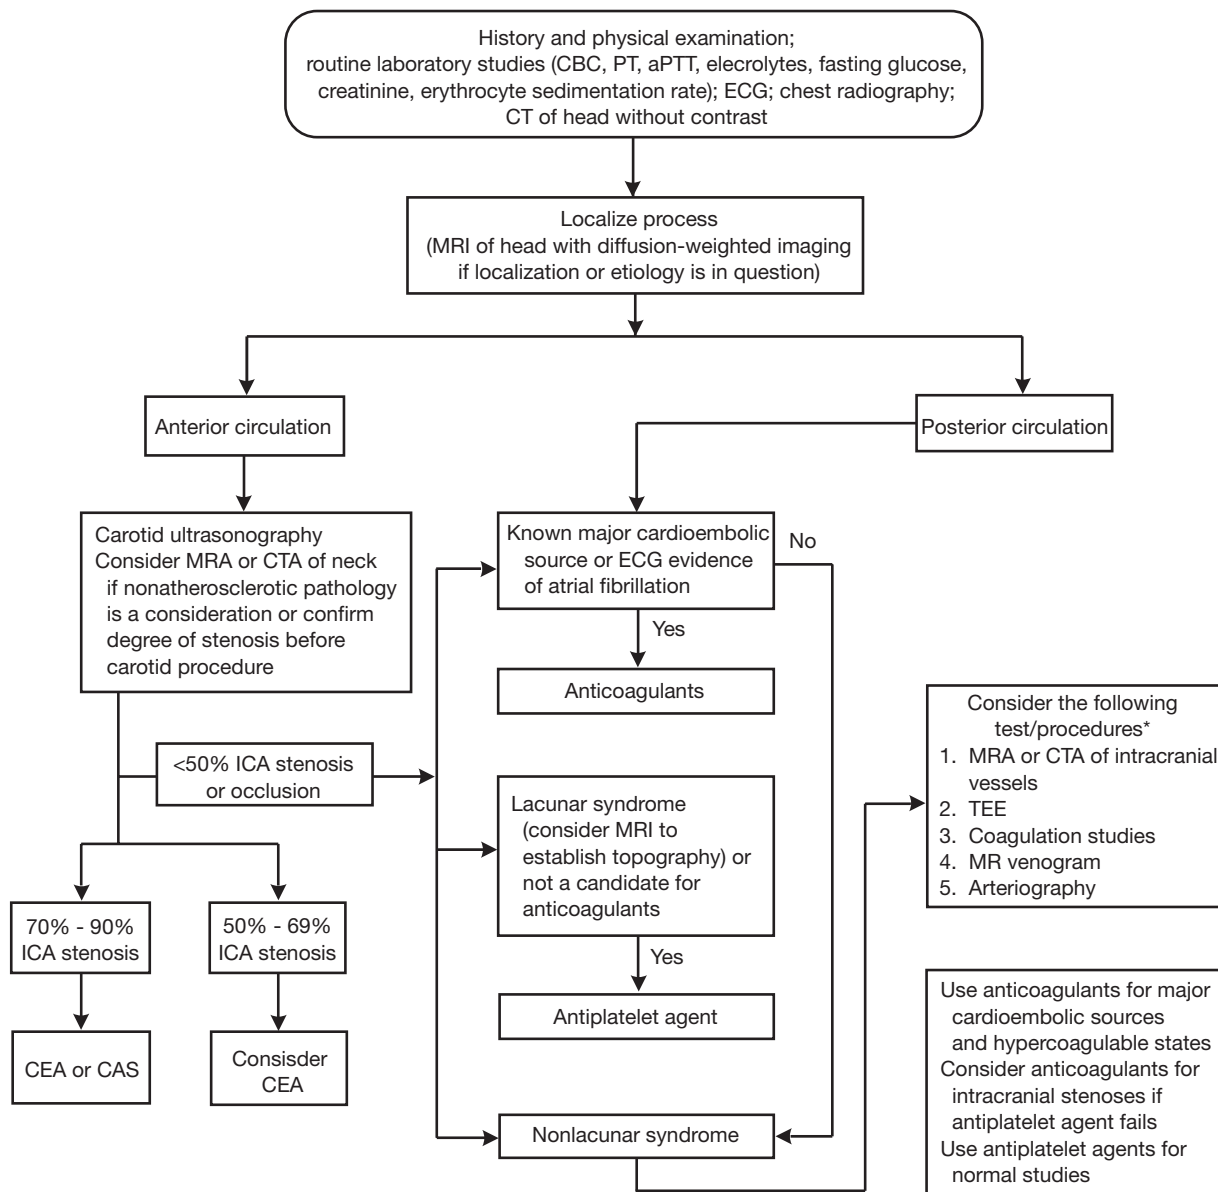 History and physical examination;
routine laboratory studies (CBC, PT, aPTT, elecrolytes, fasting glucose,
creatinine, erythrocyte sedimentation rate); ECG; chest radiography;
CT of head without contrast
Localize process
(MRI of head with diffusion-weighted imaging
if localization or etiology is in question)
Anterior circulation
Posterior circulation
Carotid ultrasonography
Consider MRA or CTA of neck
if nonatherosclerotic pathology
is a consideration or confirm
degree of stenosis before
carotid procedure
Known major cardioembolic
source or ECG evidence
of atrial fibrillation
No
Yes
Anticoagulants
<50% ICA stenosis
or occlusion
Lacunar syndrome
(consider MRI to
establish topography) or
not a candidate for
anticoagulants
Yes
Antiplatelet agent
70% - 90%
ICA stenosis
50% - 69%
ICA stenosis
CEA or CAS
Consisder
CEA
Nonlacunar syndrome
Consider the following
test/procedures*
1. MRA or CTA of intracranial
vessels
2. TEE
3. Coagulation studies
4. MR venogram
5. Arteriography
Use anticoagulants for major
cardioembolic sources
and hypercoagulable states
Consider anticoagulants for
intracranial stenoses if
antiplatelet agent fails
Use antiplatelet agents for
normal studies